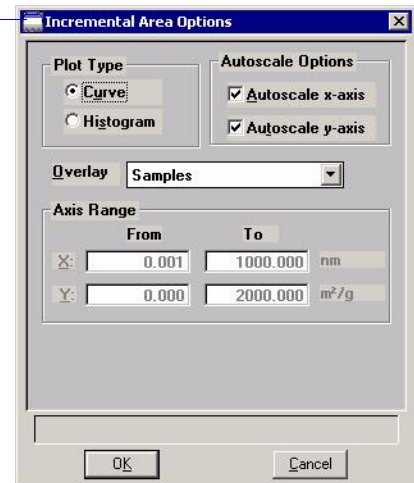 Incremental Area Options
Plot Type
Curve
Histogram
Autoscale Options
Autoscale x-axis
Autoscale y-axis
Overlay Samples
Axis Range
From To
X: 0.001 1000.000 nm
Y: 0.000 2000.000 m²/g
OK Cancel